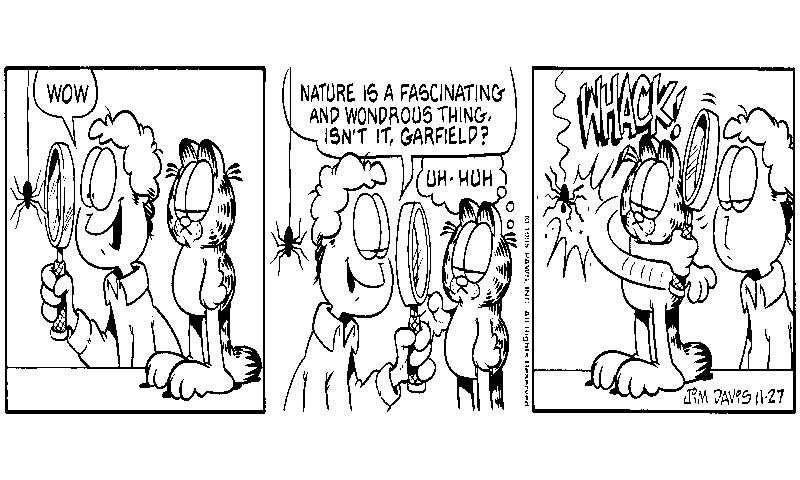 WOW
NATURE IS A FASCINATING
AND WONDROUS THING,
ISN'T IT, GARFIELD?
UH-HUH
WHACK!
JIM DAVIS 11-27